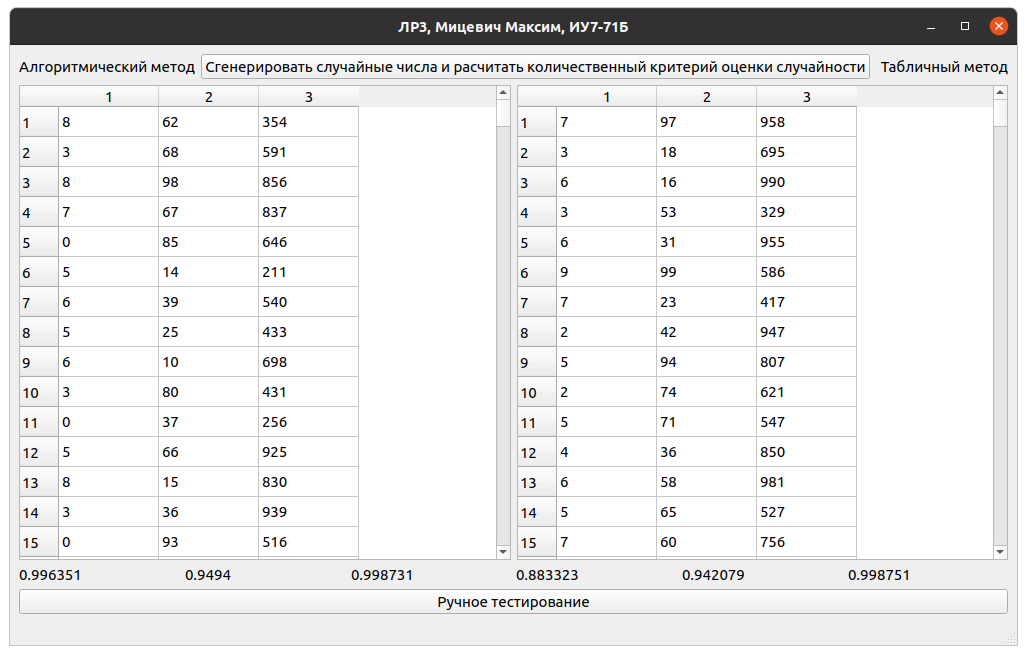 ЛР3, Мицевич Максим, ИУ7-71Б
Алгоритмический метод Сгенерировать случайные числа и расчитать количественный критерий оценки случайности Табличный метод
1 2 3 1 2 3
1 8 62 354 1 7 97 958
2 3 68 591 2 3 18 695
3 8 98 856 3 6 16 990
4 7 67 837 4 3 53 329
5 0 85 646 5 6 31 955
6 5 14 211 6 9 99 586
7 6 39 540 7 7 23 417
8 5 25 433 8 2 42 947
9 6 10 698 9 5 94 807
10 3 80 431 10 2 74 621
11 0 37 256 11 5 71 547
12 5 66 925 12 4 36 850
13 8 15 830 13 6 58 981
14 3 36 939 14 5 65 527
15 0 93 516 15 7 60 756
0.996351 0.9494 0.998731 0.883323 0.942079 0.998751
Ручное тестирование